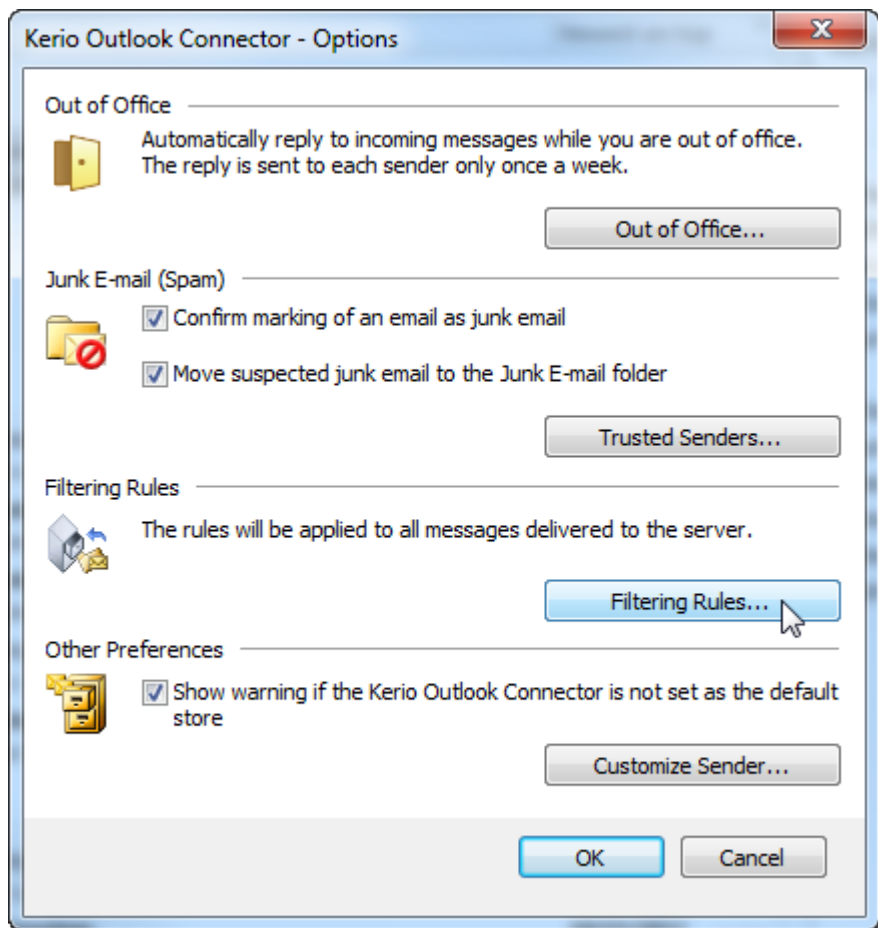 Kerio Outlook Connector - Options
Out of Office
Automatically reply to incoming messages while you are out of office.
The reply is sent to each sender only once a week.
Out of Office...
Junk E-mail (Spam)
Confirm marking of an email as junk email
Move suspected junk email to the Junk E-mail folder
Trusted Senders...
Filtering Rules
The rules will be applied to all messages delivered to the server.
Filtering Rules...
Other Preferences
Show warning if the Kerio Outlook Connector is not set as the default
store
Customize Sender...
OK
Cancel